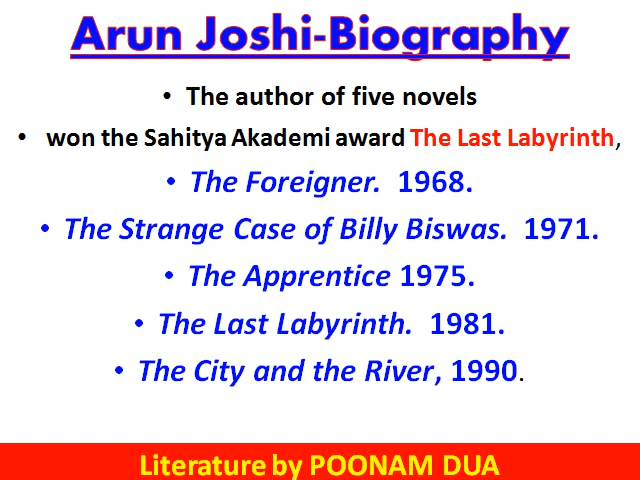 Arun Joshi-Biography
• The author of five novels
• won the Sahitya Akademi award The Last Labyrinth,
• The Foreigner. 1968.
• The Strange Case of Billy Biswas. 1971.
• The Apprentice 1975.
• The Last Labyrinth. 1981.
• The City and the River, 1990.
Literature by POONAM DUA